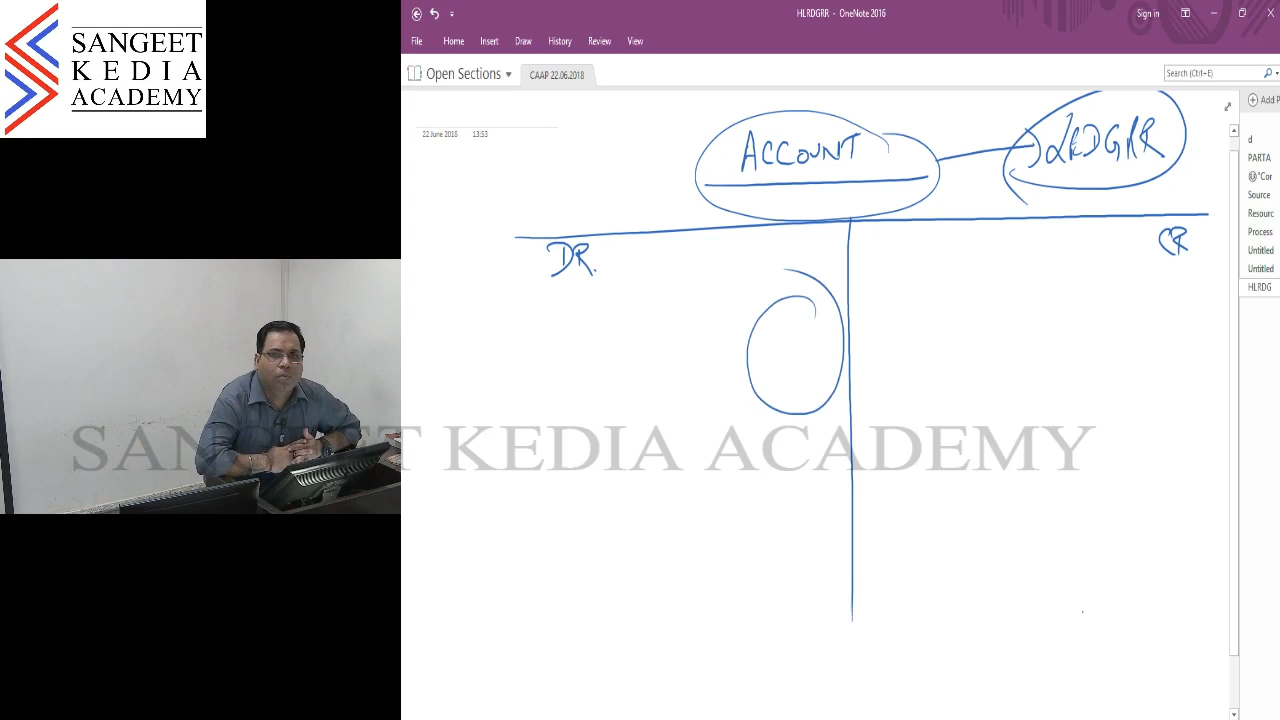 SANGEET
KEDIA
ACADEMY
HLRDGRR - OneNote 2016
Sign in
File Home Insert Draw History Review View
Open Sections
CAAP 22.06.2018
Search (Ctrl+E)
Add P
22 June 2018 13:53
ACCOUNT
DR.
CR
d
PARTA
"Cor
Source
Resourc
Process
Untitled
Untitled
HLRDG
SANGEET KEDIA ACADEMY